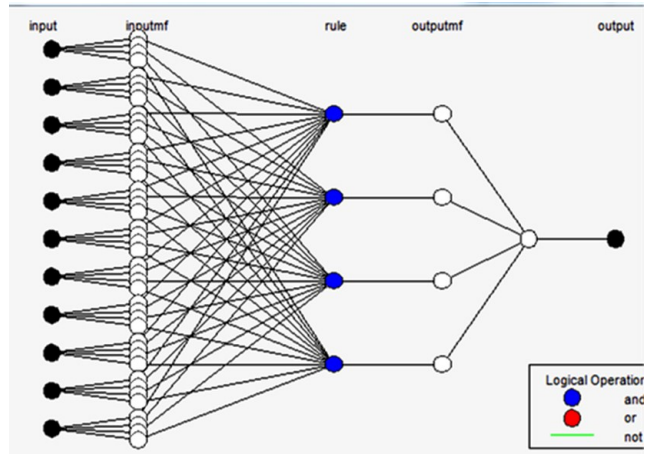 input inputmf rule outputmf output
Logical Operation
and
or
not